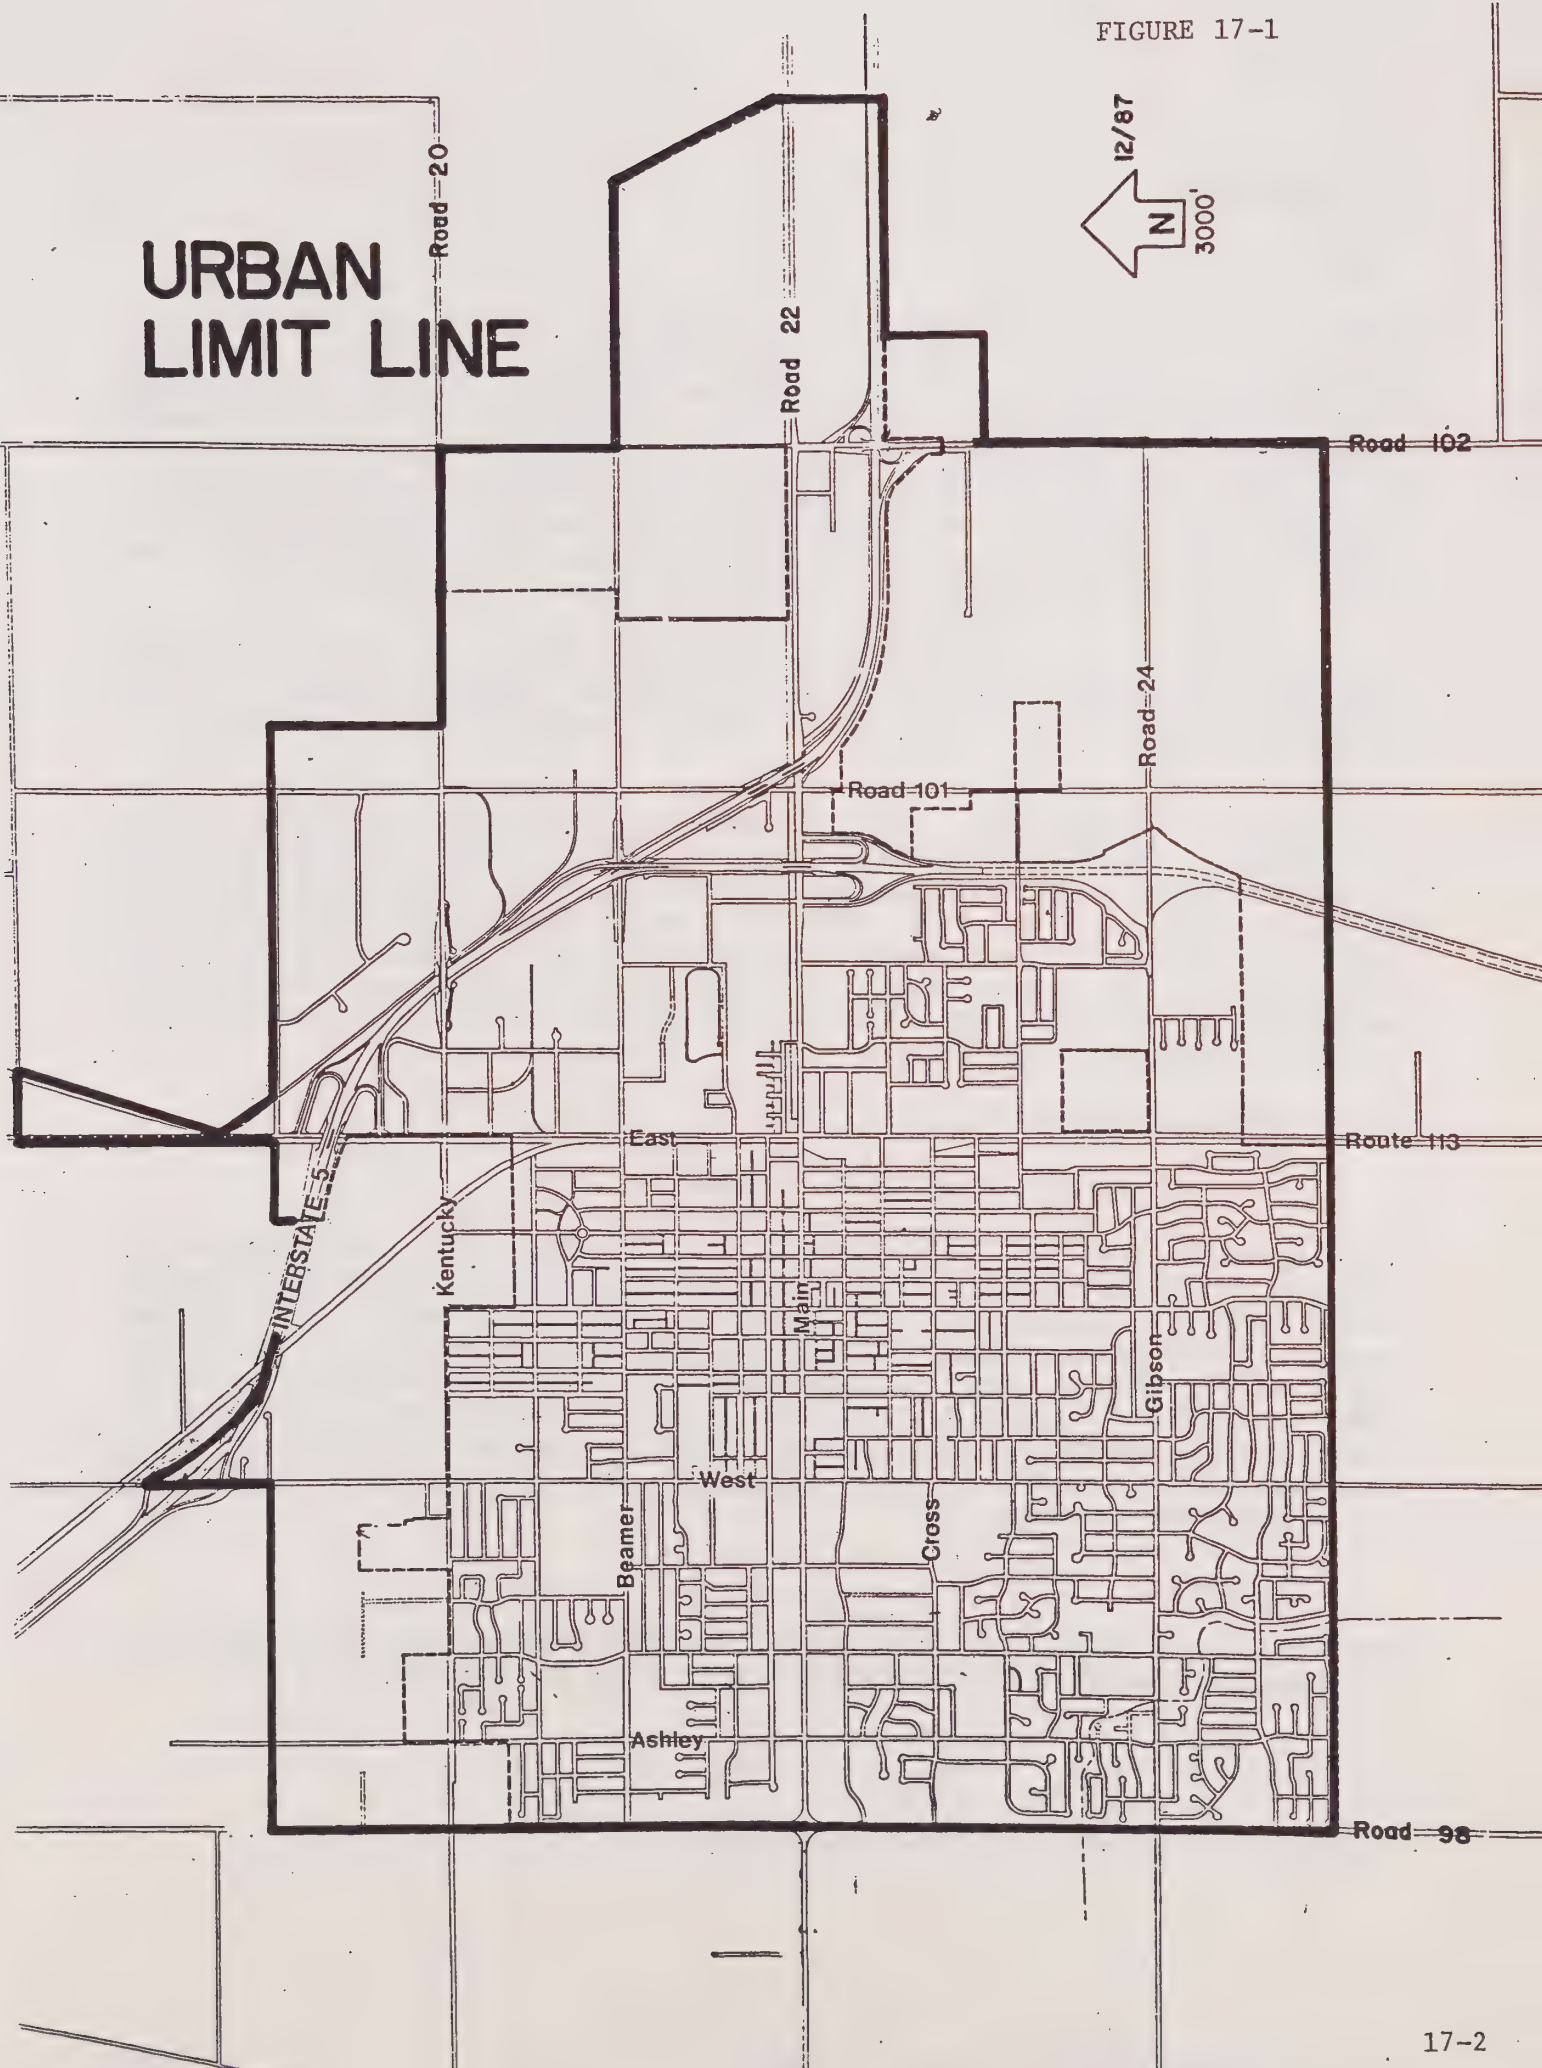 FIGURE 17-1
12/87
N
3000'
Road 20
URBAN
LIMIT LINE
Road 22
Road 102
Road 24
Road 101
East
Route 113
INTERSTATE 5
Kentucky
Main
Gibson
West
Beamer
Cross
Ashley
Road 98
17-2